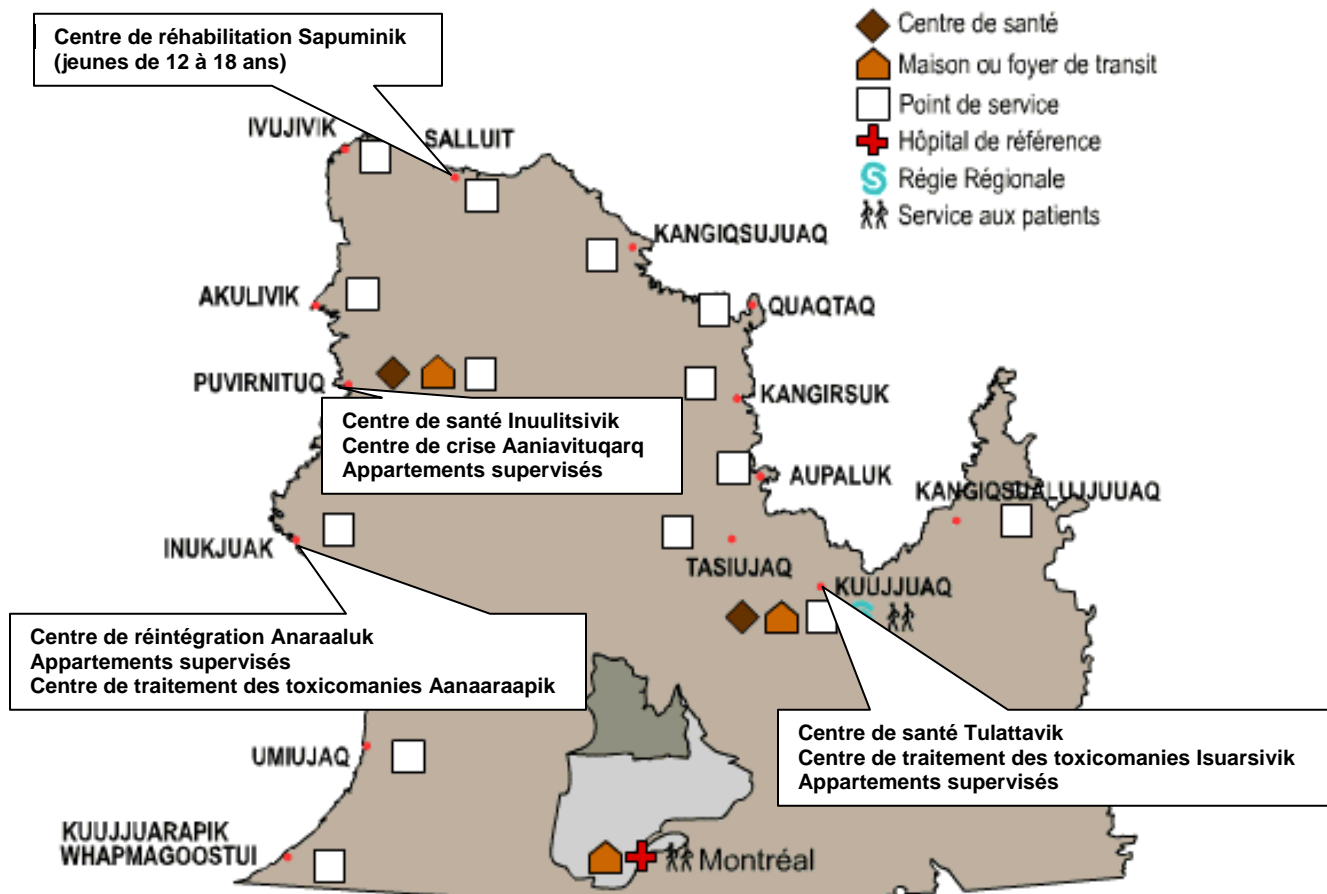 Centre de réhabilitation Sapuminik
(jeunes de 12 à 18 ans)
Centre de santé
Maison ou foyer de transit
Point de service
Hôpital de référence
S Régie Régionale
Service aux patients
IVUJIVIK
SALLUIT
KANGIQSUJUAQ
AKULIVIK
QUAQTAQ
PUVIRNITUQ
KANGIRSUK
Centre de santé Inuulitsivik
Centre de crise Aaniavituqarq
Appartements supervisés
AUPALUK
KANGIQSUALUJJUAQ
INUKJUAK
TASIUJAQ
KUUJJUAQ
S
Centre de réintégration Anaraaluk
Appartements supervisés
Centre de traitement des toxicomanies Aanaaraapik
Centre de santé Tulattavik
Centre de traitement des toxicomanies Isuarsivik
Appartements supervisés
UMIUJAQ
KUUJJUARAPIK
WHAPMAGOOSTUI
Montréal